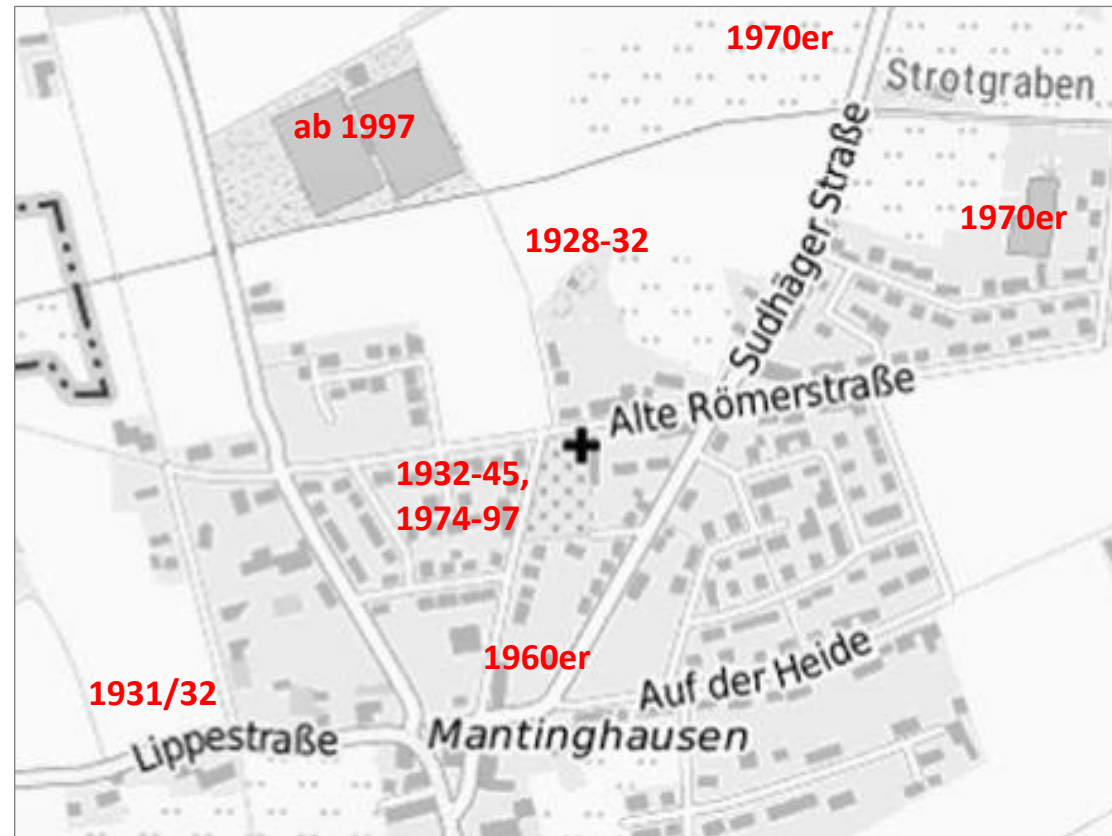 1970er
Strotgraben
ab 1997
1970er
1928-32
Sudhäger Straße
Alte Römerstraße
1932-45,
1974-97
1960er
Auf der Heide
1931/32
Lippestraße
Mantinghausen